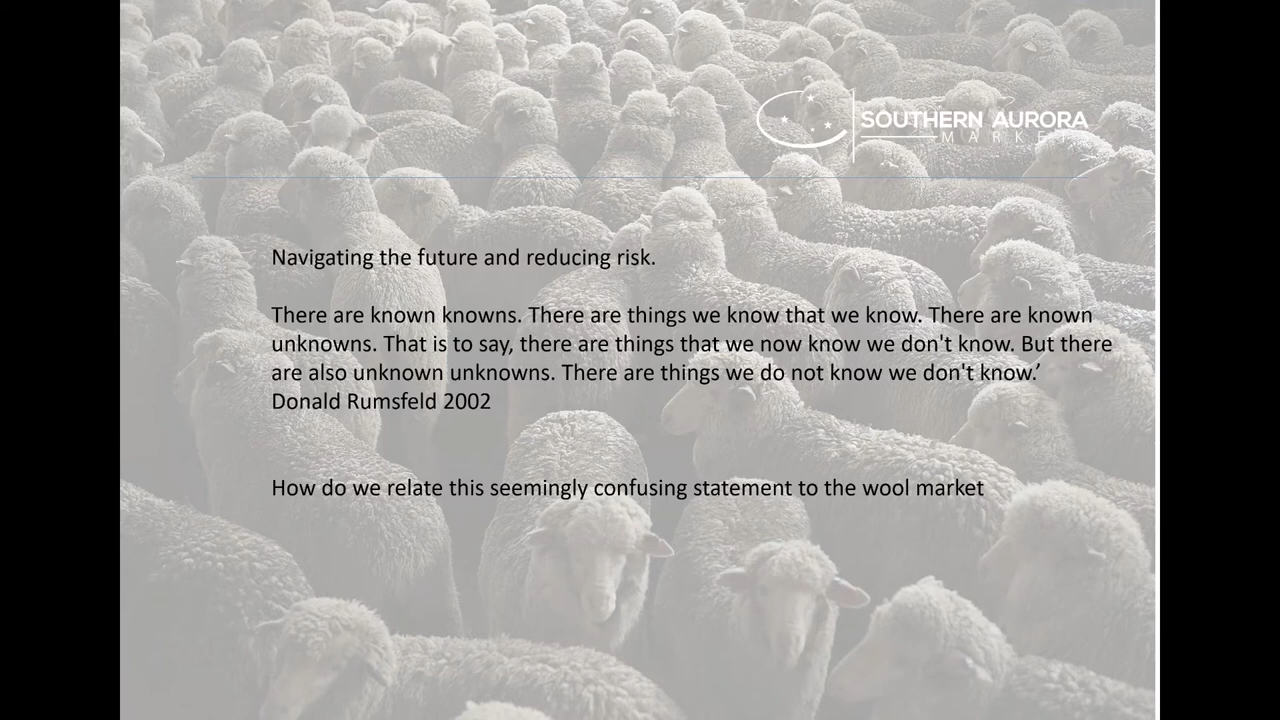 SOUTHERN AURORA
MARKETS
Navigating the future and reducing risk.
There are known knowns. There are things we know that we know. There are known
unknowns. That is to say, there are things that we now know we don't know. But there
are also unknown unknowns. There are things we do not know we don't know.’
Donald Rumsfeld 2002
How do we relate this seemingly confusing statement to the wool market